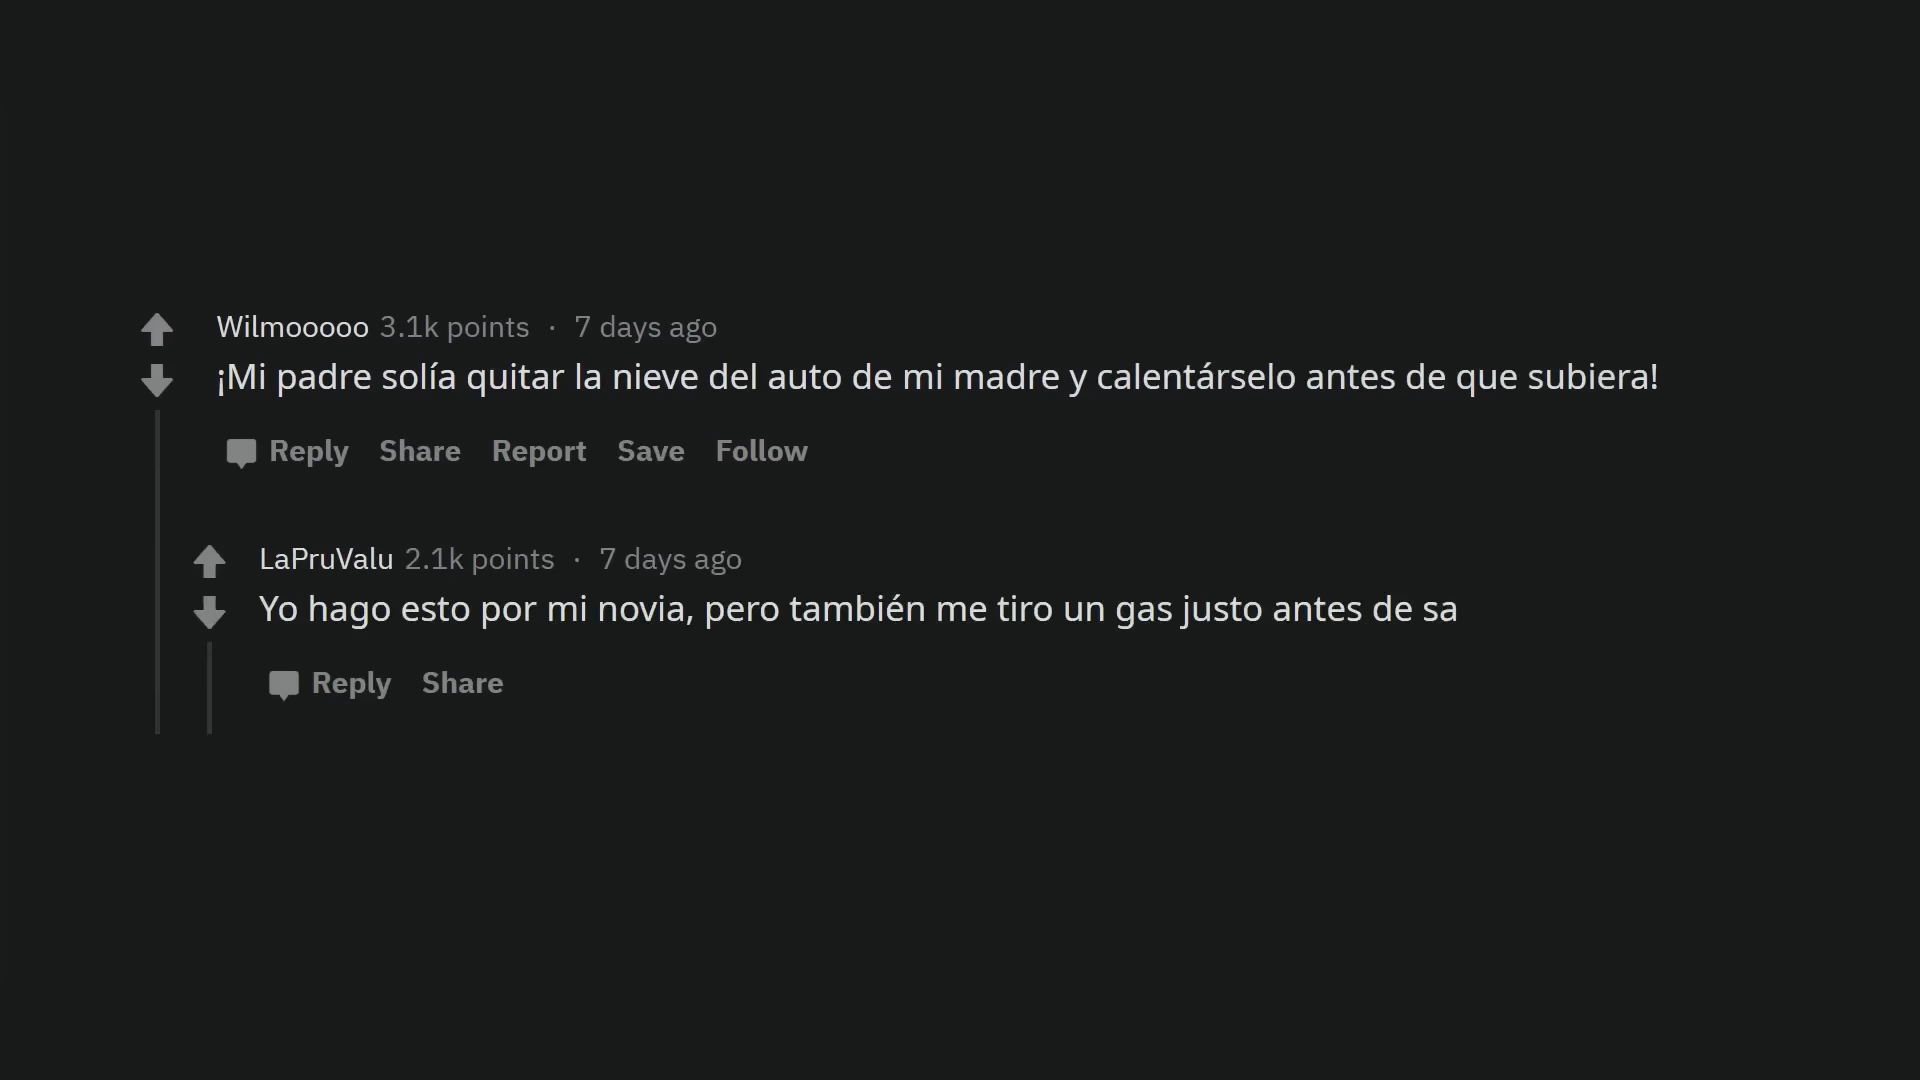 Wilmooooo 3.1k points · 7 days ago
¡Mi padre solía quitar la nieve del auto de mi madre y calentárselo antes de que subiera!
Reply Share Report Save Follow
LaPruValu 2.1k points · 7 days ago
Yo hago esto por mi novia, pero también me tiro un gas justo antes de sa
Reply Share